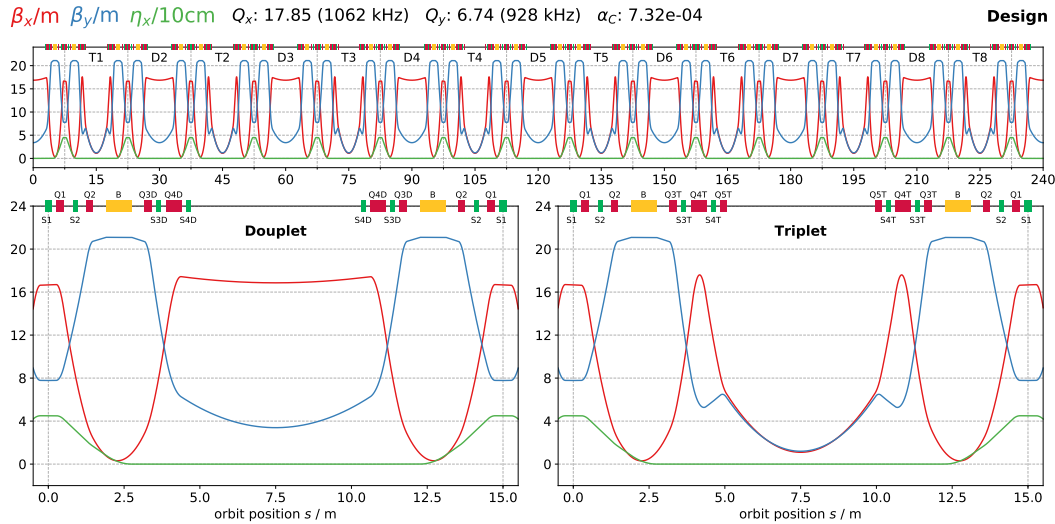 βx/m βy/m ηx/10cm Qx: 17.85 (1062 kHz) Qy: 6.74 (928 kHz) αC: 7.32e-04 Design
T1 D2 T2 D3 T3 D4 T4 D5 T5 D6 T6 D7 T7 D8 T8
20
15
10
5
0
0 15 30 45 60 75 90 105 120 135 150 165 180 195 210 225 240
Q1 Q2 B Q3D Q4D Q4D Q3D B Q2 Q1
S1 S2 S3D S4D S4D S3D S2 S1
Douplet
24
20
16
12
8
4
0
0.0 2.5 5.0 7.5 10.0 12.5 15.0
orbit position s / m
Q1 Q2 B Q3T Q4T Q5T Q5T Q4T Q3T B Q2 Q1
S1 S2 S3T S4T S4T S3T S2 S1
Triplet
24
20
16
12
8
4
0
0.0 2.5 5.0 7.5 10.0 12.5 15.0
orbit position s / m